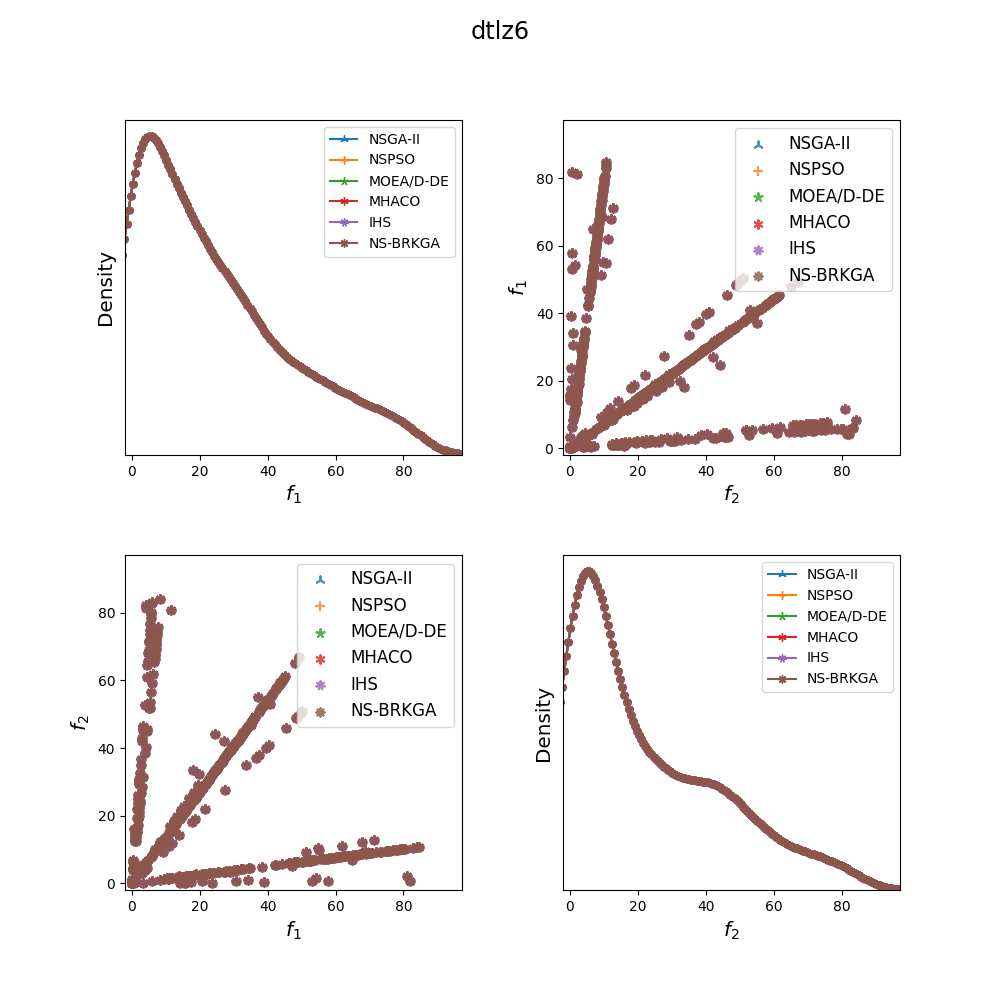 dtlz6
NSGA-II
NSPSO
MOEA/D-DE
MHACO
IHS
NS-BRKGA
Density
0 20 40 60 80
f1
NSGA-II
NSPSO
MOEA/D-DE
MHACO
IHS
NS-BRKGA
f1
80
60
40
20
0
0 20 40 60 80
f2
NSGA-II
NSPSO
MOEA/D-DE
MHACO
IHS
NS-BRKGA
f2
80
60
40
20
0
0 20 40 60 80
f1
NSGA-II
NSPSO
MOEA/D-DE
MHACO
IHS
NS-BRKGA
Density
0 20 40 60 80
f2